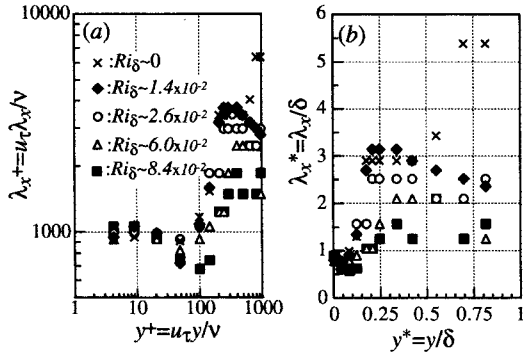 10000
(a)
×:Riδ~0
◆:Riδ~1.4x10⁻²
○:Riδ~2.6x10⁻²
△:Riδ~6.0x10⁻²
■:Riδ~8.4x10⁻²
1000
1 10 100 1000
λx+=uτλx/ν
y+=uτy/ν
6
(b)
5
4
3
2
1
0
0 0.25 0.5 0.75 1
λx*=λx/δ
y*=y/δ